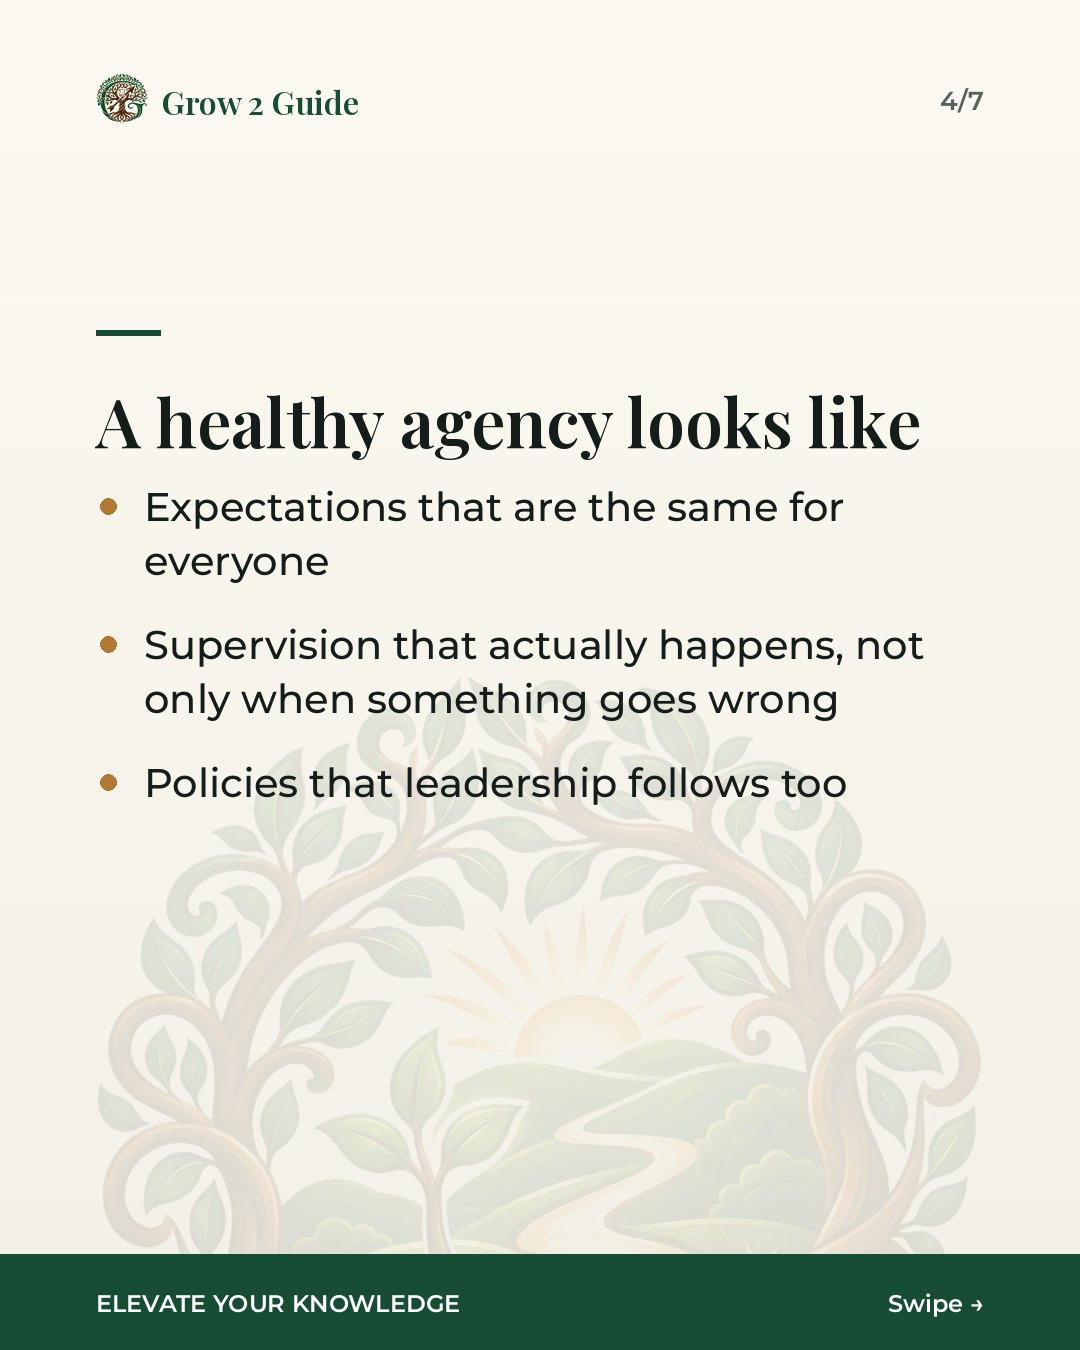 Grow 2 Guide
4/7
A healthy agency looks like
Expectations that are the same for
everyone
Supervision that actually happens, not
only when something goes wrong
Policies that leadership follows too
ELEVATE YOUR KNOWLEDGE
Swipe →